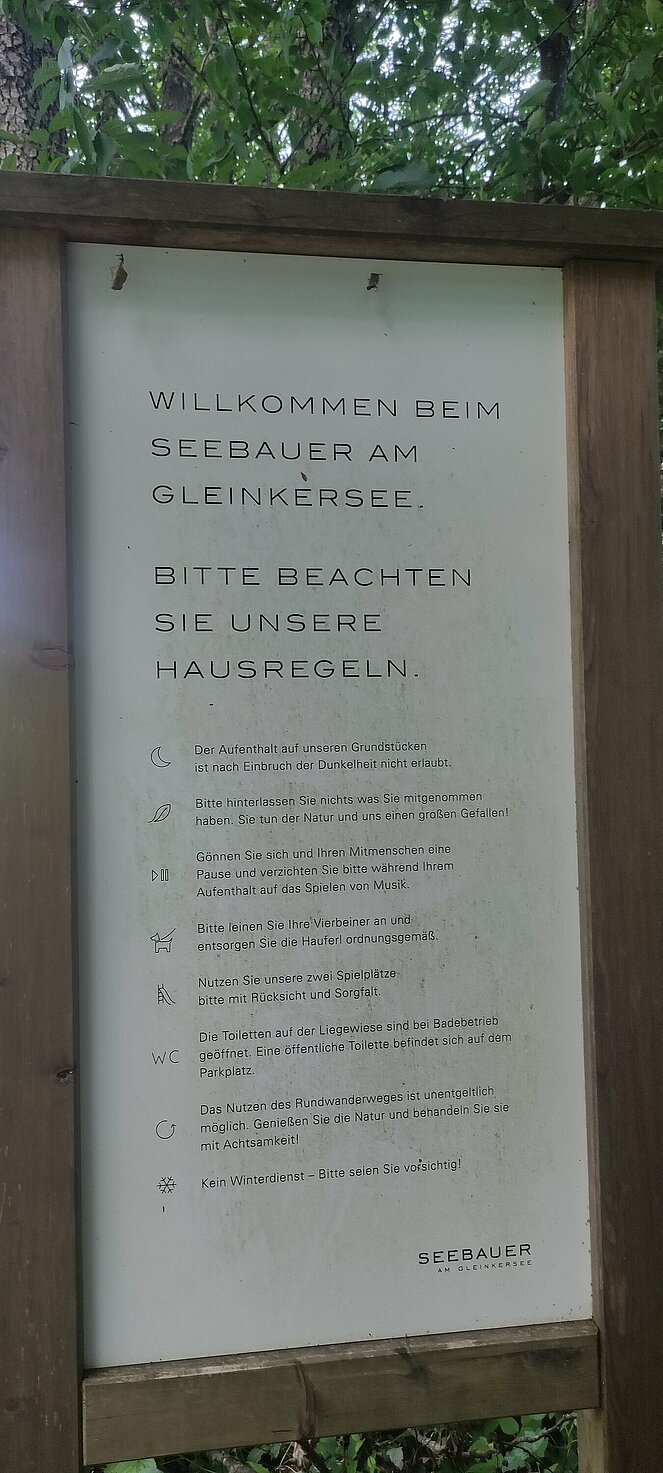 WILLKOMMEN BEIM
SEEBAUER AM
GLEINKERSEE.
BITTE BEACHTEN
SIE UNSERE
HAUSREGELN.
Der Aufenthalt auf unseren Grundstücken
ist nach Einbruch der Dunkelheit nicht erlaubt.
Bitte hinterlassen Sie nichts was Sie mitgenommen
haben. Sie tun der Natur und uns einen großen Gefallen!
Gönnen Sie sich und Ihren Mitmenschen eine
Pause und verzichten Sie bitte während Ihrem
Aufenthalt auf das Spielen von Musik.
Bitte leinen Sie Ihre Vierbeiner an und
entsorgen Sie die Hauferl ordnungsgemäß.
Nutzen Sie unsere zwei Spielplätze
bitte mit Rücksicht und Sorgfalt.
WC
Die Toiletten auf der Liegewiese sind bei Badebetrieb
geöffnet. Eine öffentliche Toilette befindet sich auf dem
Parkplatz.
Das Nutzen des Rundwanderweges ist unentgeltlich
möglich. Genießen Sie die Natur und behandeln Sie sie
mit Achtsamkeit!
Kein Winterdienst – Bitte seien Sie vorsichtig!
SEEBAUER
AM GLEINKERSEE